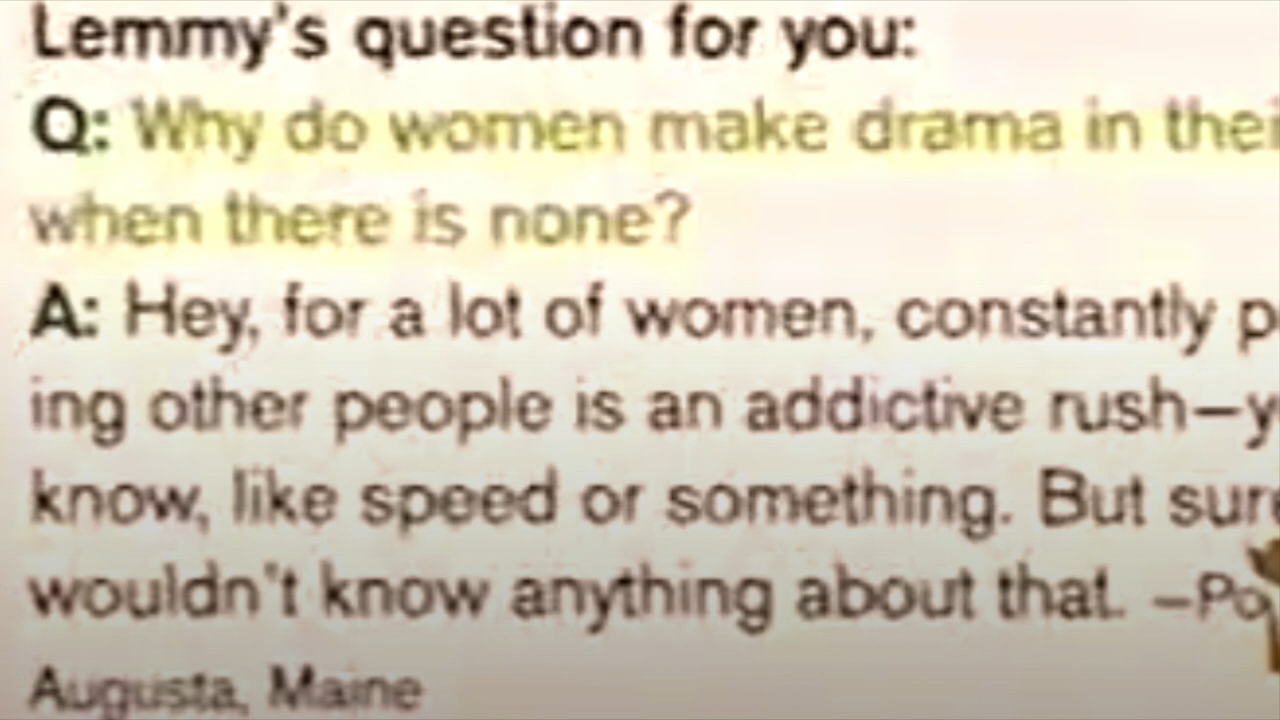 Lemmy's question for you:
Q: Why do women make drama in thei
when there is none?
A: Hey, for a lot of women, constantly p
ing other people is an addictive rush—y
know, like speed or something. But sur
wouldn't know anything about that. —Po
Augusta, Maine